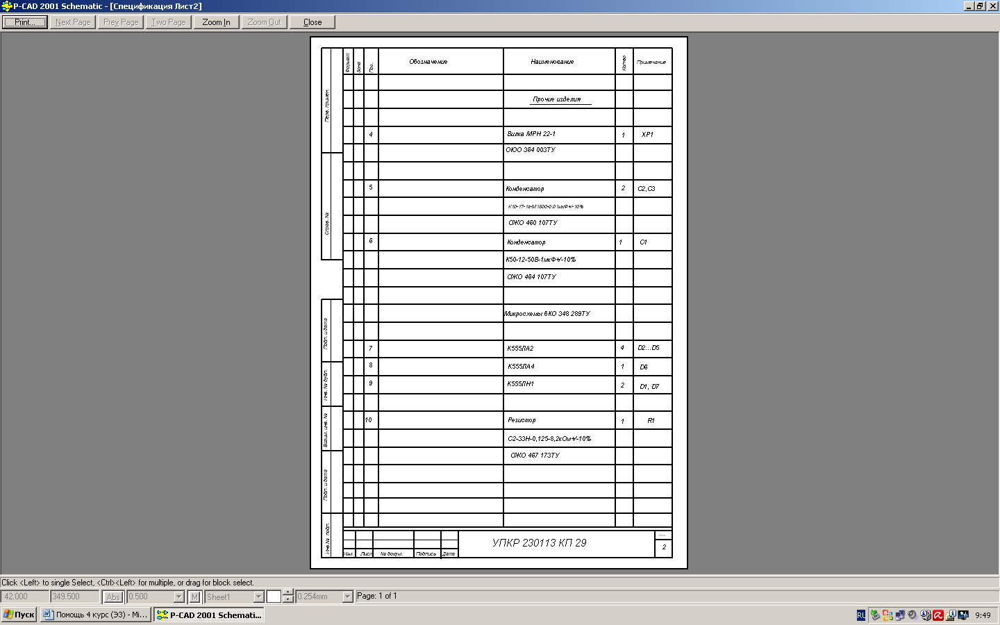 P-CAD 2001 Schematic - [Спецификация Лист2]
Print... Next Page Prev Page Two Page Zoom In Zoom Out Close
Формат Зона Поз. Обозначение Наименование Кол-во Примечание
Перв. примен.
Прочие изделия
4 Вилка МРН 22-1 1 XP1
ОЮО 364 003ТУ
Справ. №
5 Конденсатор 2 C2,C3
К10-17-1а-М1500-0.01мкФ+/-10%
ОЖО 460 107ТУ
6 Конденсатор 1 C1
К50-12-50В-1мкФ+/-10%
ОЖО 464 107ТУ
Подп. и дата
Микросхемы бКО 348 289ТУ
7 К555ЛА2 4 D2...D5
Инв. № дубл.
8 К555ЛА4 1 D6
9 К555ЛН1 2 D1, D7
Взаим. инв. №
10 Резистор 1 R1
С2-33Н-0,125-8,2кОм+/-10%
ОЖО 467 173ТУ
Подп. и дата
Инв.№ подл.
Изм. Лист № докум. Подпись Дата
УПКР 230113 КП 29
Лист
2
Click <Left> to single Select, <Ctrl><Left> for multiple, or drag for block select.
42.000 349.500 Abs 0.500 M Sheet1 0.254mm Page: 1 of 1
Пуск Помощь 4 курс (ЭЗ) - Mi... P-CAD 2001 Schemati... RL 9:49